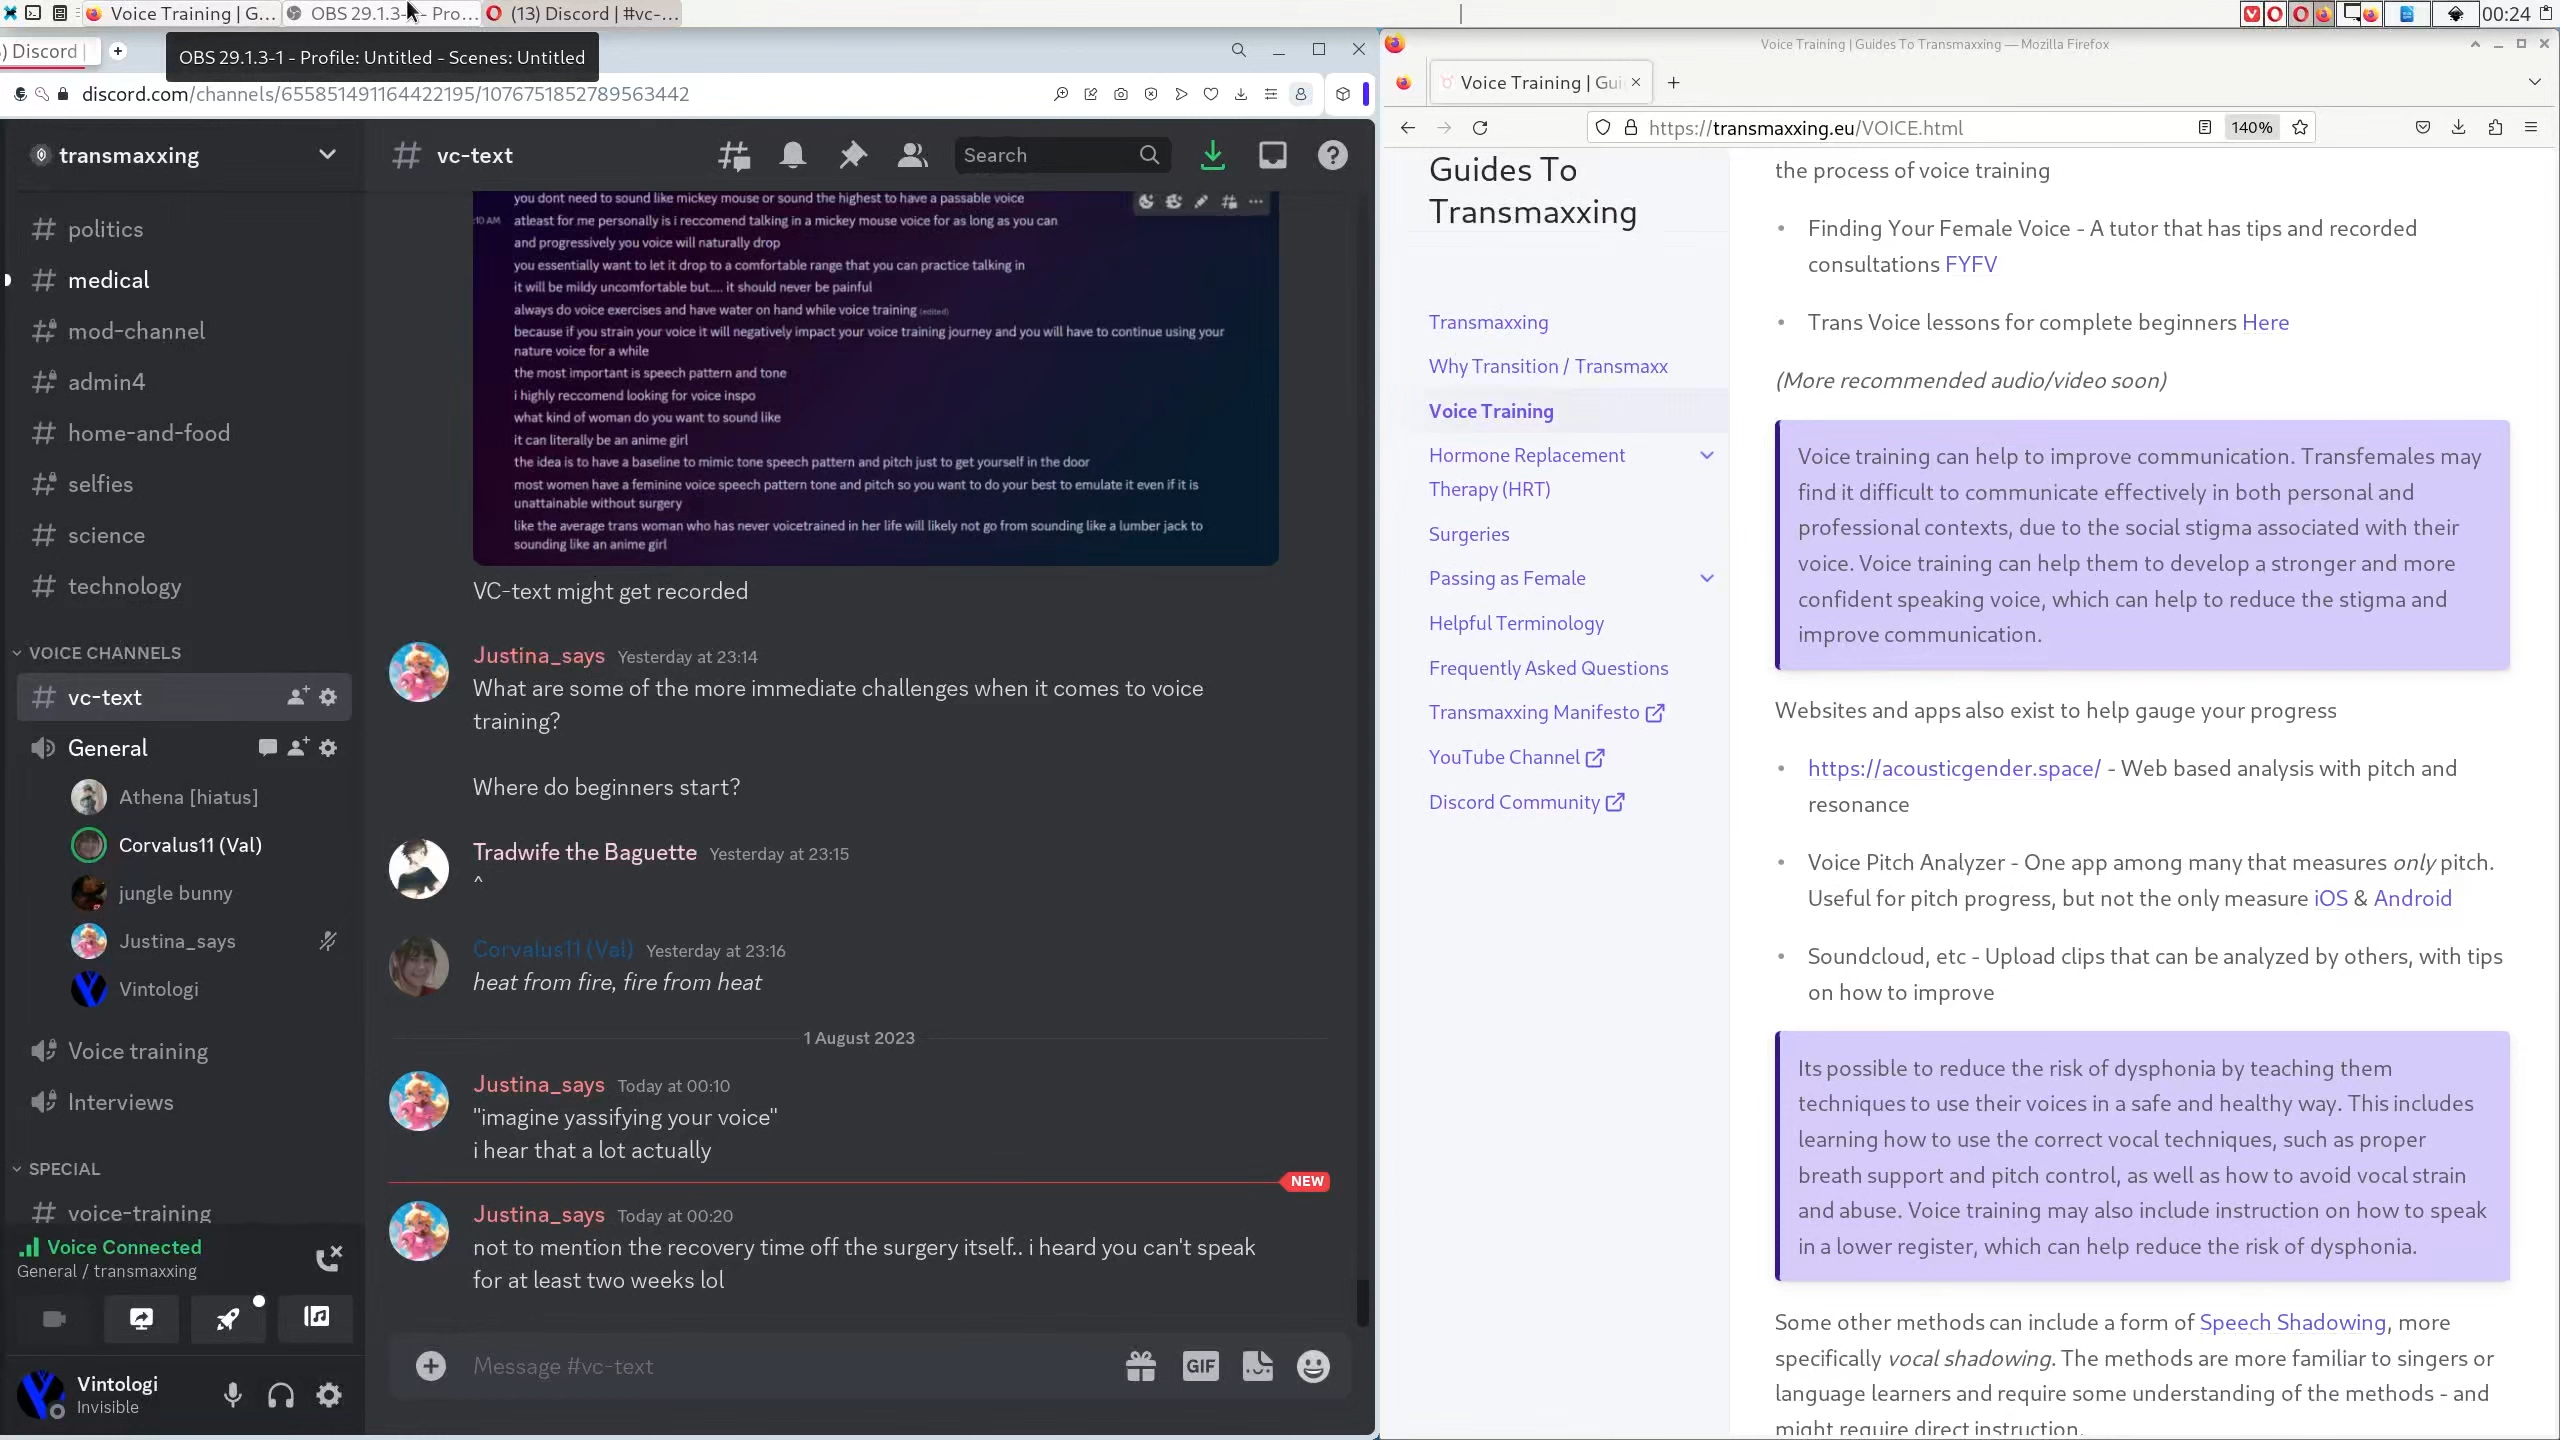 Voice Training | G...
OBS 29.1.3-1 - Pro...
(13) Discord | #vc-...
00:24
) Discord |
OBS 29.1.3-1 - Profile: Untitled - Scenes: Untitled
discord.com/channels/655851491164422195/1076751852789563442
transmaxxing
politics
medical
mod-channel
admin4
home-and-food
selfies
science
technology
VOICE CHANNELS
vc-text
General
Athena [hiatus]
Corvalus11 (Val)
jungle bunny
Justina_says
Vintologi
Voice training
Interviews
SPECIAL
voice-training
Voice Connected
General / transmaxxing
Vintologi
Invisible
vc-text
Search
you dont need to sound like mickey mouse or sound the highest to have a passable voice
:10 AM
atleast for me personally is i reccomend talking in a mickey mouse voice for as long as you can
and progressively you voice will naturally drop
you essentially want to let it drop to a comfortable range that you can practice talking in
it will be mildy uncomfortable but.... it should never be painful
always do voice exercises and have water on hand while voice training (edited)
because if you strain your voice it will negatively impact your voice training journey and you will have to continue using your
nature voice for a while
the most important is speech pattern and tone
i highly reccomend looking for voice inspo
what kind of woman do you want to sound like
it can literally be an anime girl
the idea is to have a baseline to mimic tone speech pattern and pitch just to get yourself in the door
most women have a feminine voice speech pattern tone and pitch so you want to do your best to emulate it even if it is
unattainable without surgery
like the average trans woman who has never voicetrained in her life will likely not go from sounding like a lumber jack to
sounding like an anime girl
VC-text might get recorded
Justina_says Yesterday at 23:14
What are some of the more immediate challenges when it comes to voice
training?
Where do beginners start?
Tradwife the Baguette Yesterday at 23:15
^
Corvalus11 (Val) Yesterday at 23:16
heat from fire, fire from heat
1 August 2023
Justina_says Today at 00:10
"imagine yassifying your voice"
i hear that a lot actually
NEW
Justina_says Today at 00:20
not to mention the recovery time off the surgery itself.. i heard you can't speak
for at least two weeks lol
Message #vc-text
GIF
Voice Training | Guides To Transmaxxing — Mozilla Firefox
Voice Training | Gui
https://transmaxxing.eu/VOICE.html
140%
Guides To
Transmaxxing
Transmaxxing
Why Transition / Transmaxx
Voice Training
Hormone Replacement
Therapy (HRT)
Surgeries
Passing as Female
Helpful Terminology
Frequently Asked Questions
Transmaxxing Manifesto
YouTube Channel
Discord Community
the process of voice training
• Finding Your Female Voice - A tutor that has tips and recorded
consultations FYFV
• Trans Voice lessons for complete beginners Here
(More recommended audio/video soon)
Voice training can help to improve communication. Transfemales may
find it difficult to communicate effectively in both personal and
professional contexts, due to the social stigma associated with their
voice. Voice training can help them to develop a stronger and more
confident speaking voice, which can help to reduce the stigma and
improve communication.
Websites and apps also exist to help gauge your progress
• https://acousticgender.space/ - Web based analysis with pitch and
resonance
• Voice Pitch Analyzer - One app among many that measures only pitch.
Useful for pitch progress, but not the only measure iOS & Android
• Soundcloud, etc - Upload clips that can be analyzed by others, with tips
on how to improve
Its possible to reduce the risk of dysphonia by teaching them
techniques to use their voices in a safe and healthy way. This includes
learning how to use the correct vocal techniques, such as proper
breath support and pitch control, as well as how to avoid vocal strain
and abuse. Voice training may also include instruction on how to speak
in a lower register, which can help reduce the risk of dysphonia.
Some other methods can include a form of Speech Shadowing, more
specifically vocal shadowing. The methods are more familiar to singers or
language learners and require some understanding of the methods - and
might require direct instruction.